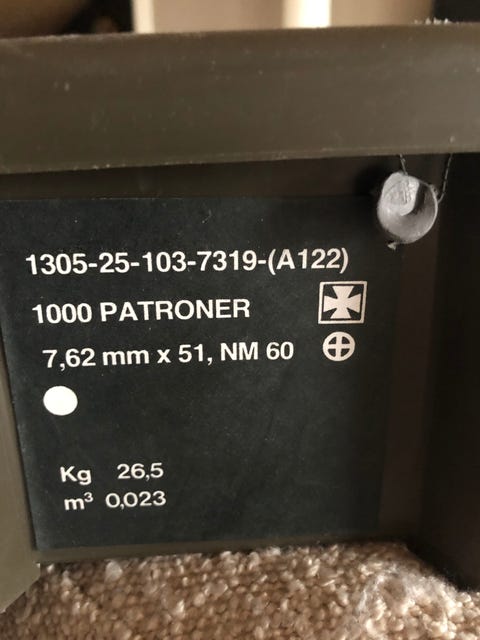 1305-25-103-7319-(A122)
1000 PATRONER
7,62 mm x 51, NM 60
Kg 26,5
m³ 0,023